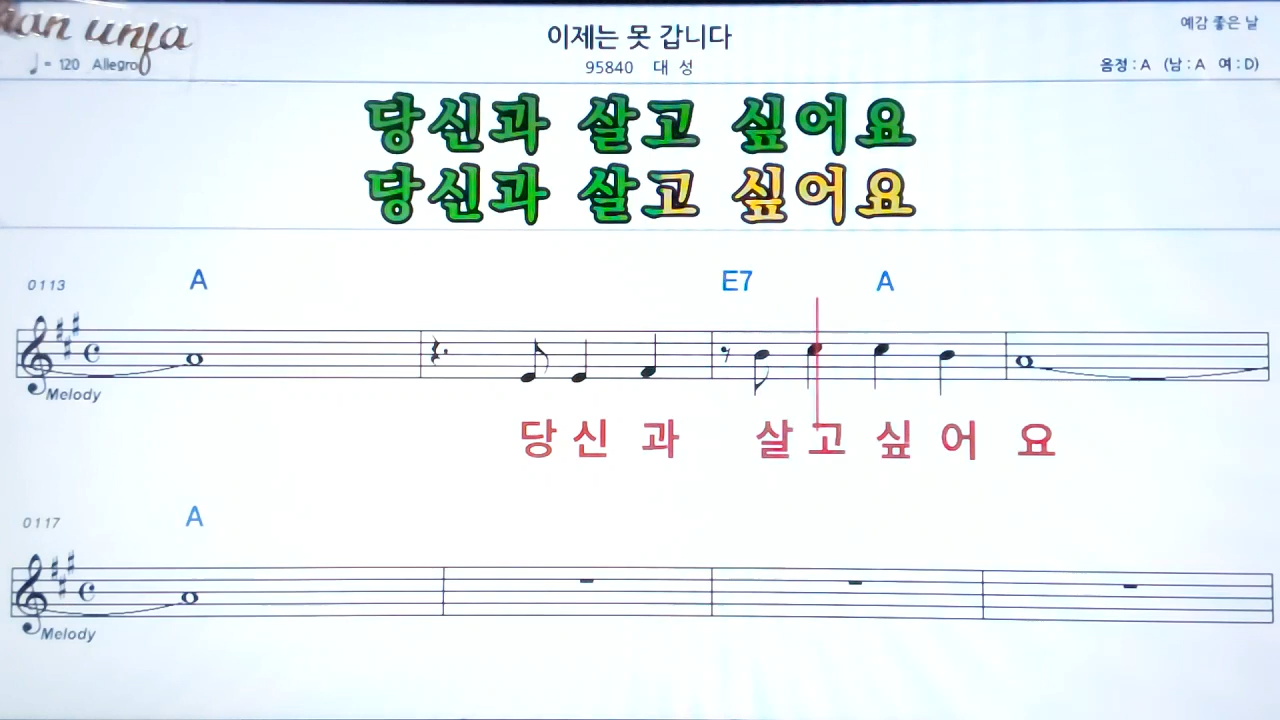 이제는 못 갑니다
예감 좋은 날
♩= 120 Allegro
95840 대 성
음정 : A (남 : A 여 : D)
당신과 살고 싶어요
당신과 살고 싶어요
0113 A E7 A
Melody
당 신 과 살 고 싶 어 요
0117 A
Melody